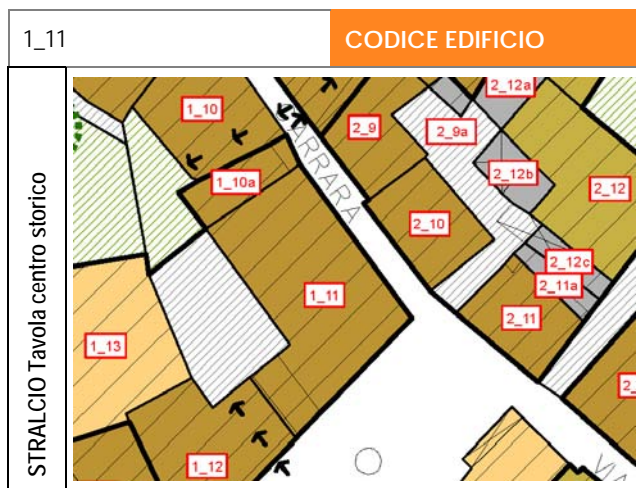 1_11
CODICE EDIFICIO
STRALCIO Tavola centro storico
1_10
2_12a
2_9
2_9a
ARRARA
2_12b
1_10a
2_12
2_10
2_12c
2_11a
1_11
2_11
1_13
1_12